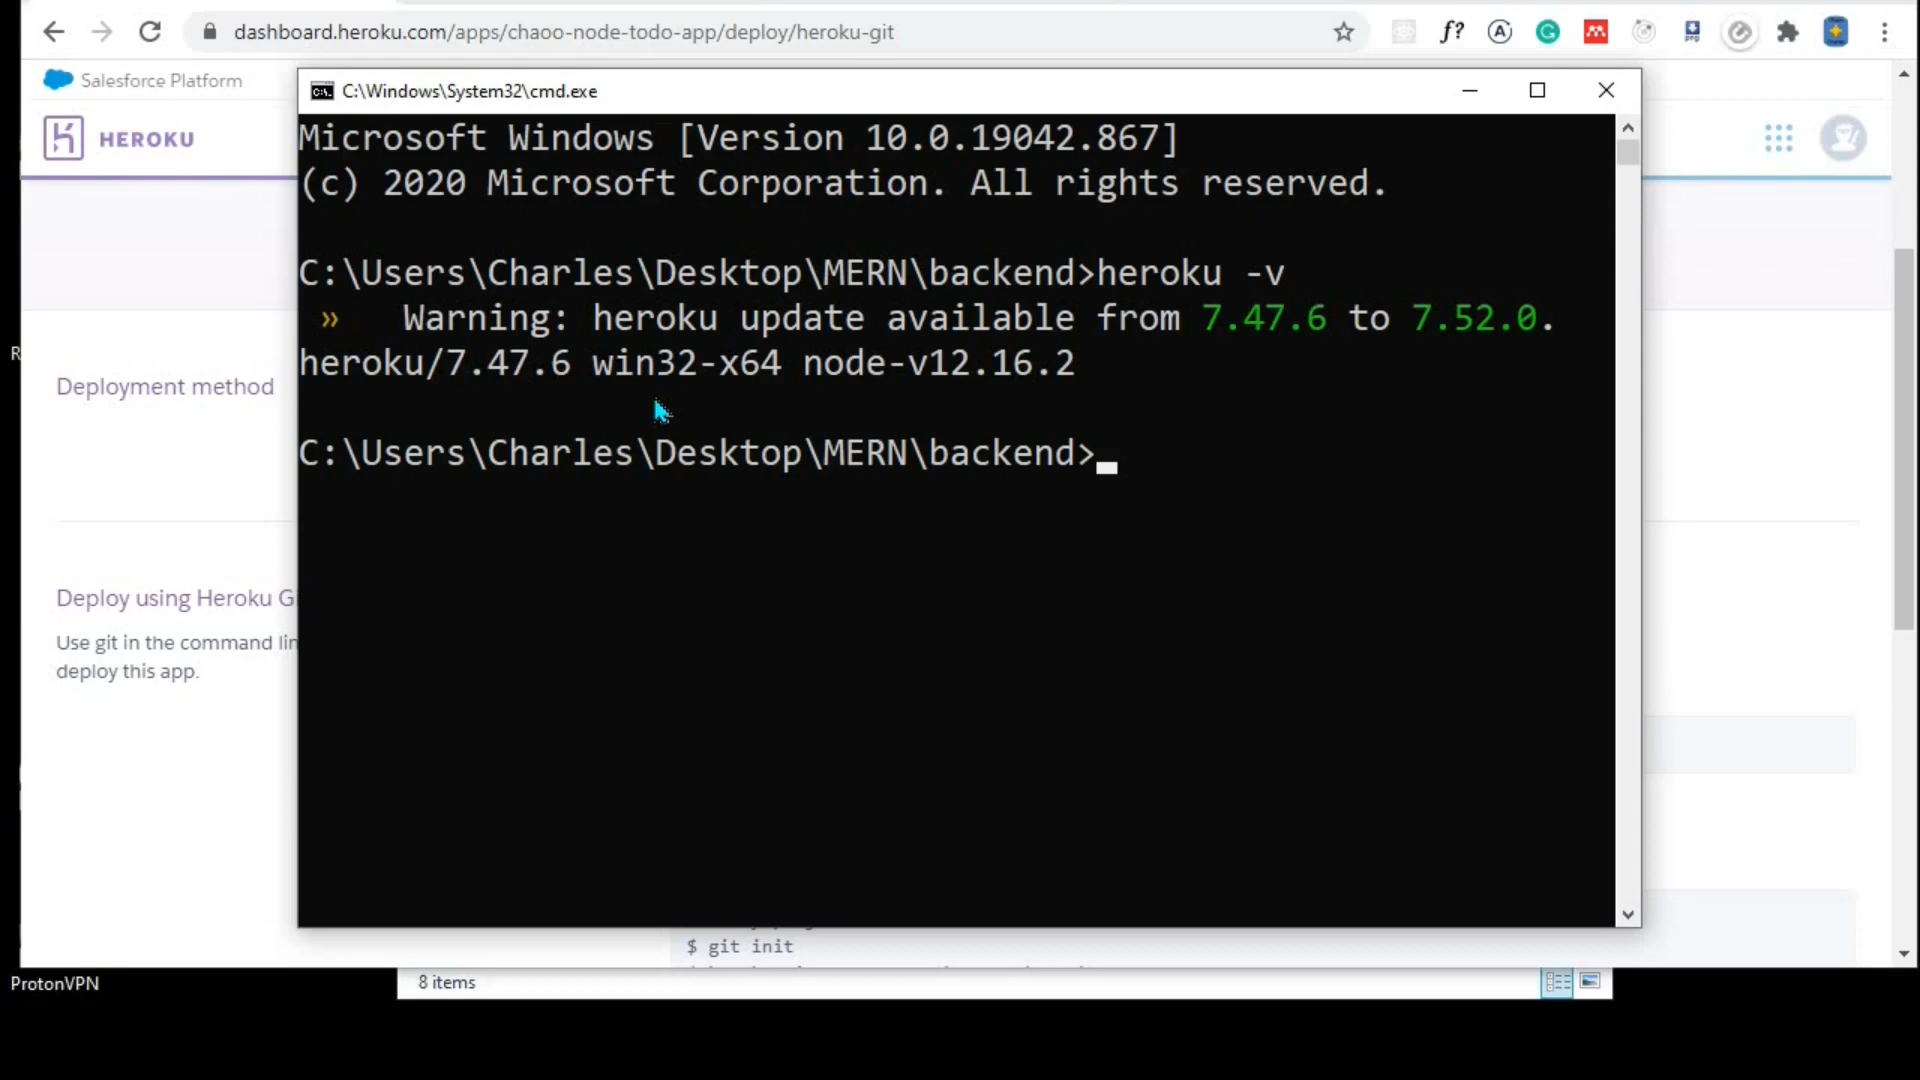 dashboard.heroku.com/apps/chaoo-node-todo-app/deploy/heroku-git
Salesforce Platform
HEROKU
C:\Windows\System32\cmd.exe
Microsoft Windows [Version 10.0.19042.867]
(c) 2020 Microsoft Corporation. All rights reserved.
C:\Users\Charles\Desktop\MERN\backend>heroku -v
» Warning: heroku update available from 7.47.6 to 7.52.0.
heroku/7.47.6 win32-x64 node-v12.16.2
C:\Users\Charles\Desktop\MERN\backend>
R
Deployment method
Deploy using Heroku Gi
Use git in the command lin
deploy this app.
$ git init
ProtonVPN
8 items